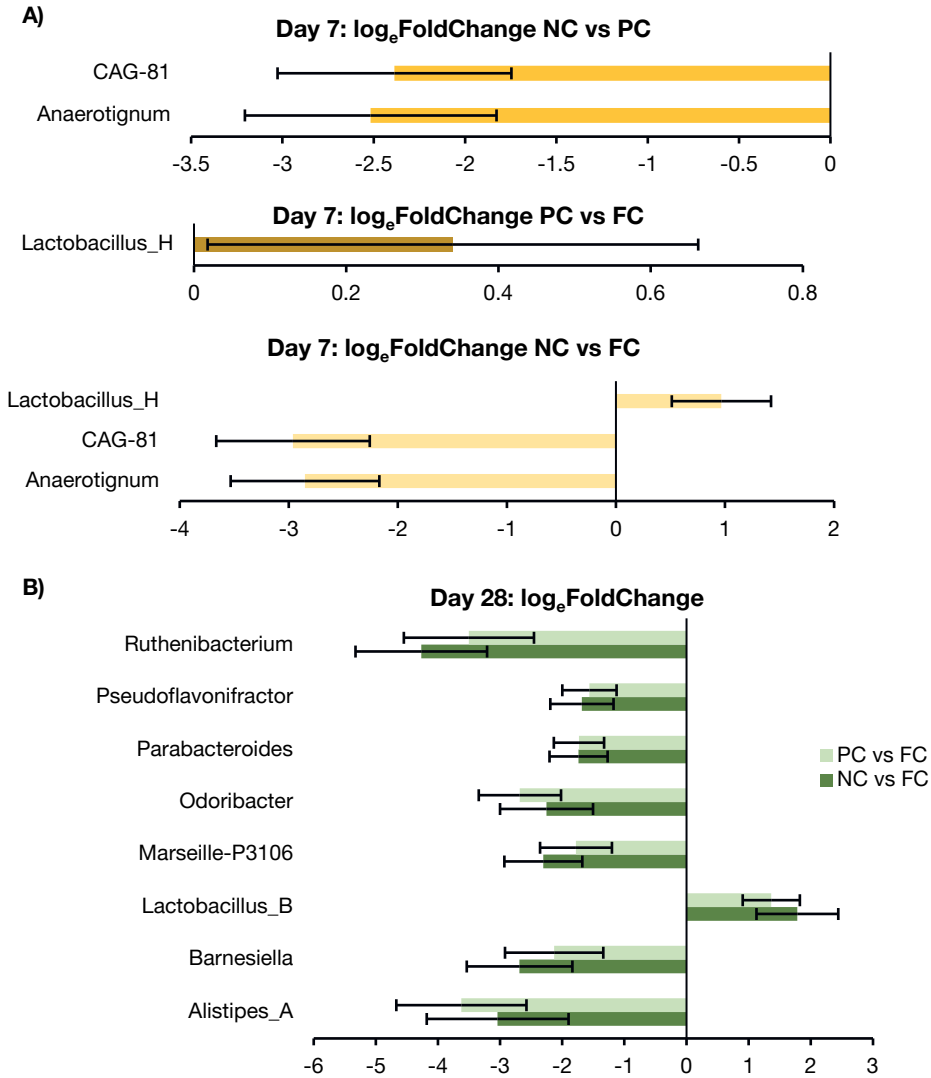 A)
Day 7: logₑFoldChange NC vs PC
CAG-81
Anaerotignum
-3.5 -3 -2.5 -2 -1.5 -1 -0.5 0
Day 7: logₑFoldChange PC vs FC
Lactobacillus_H
0 0.2 0.4 0.6 0.8
Day 7: logₑFoldChange NC vs FC
Lactobacillus_H
CAG-81
Anaerotignum
-4 -3 -2 -1 0 1 2
B)
Day 28: logₑFoldChange
Ruthenibacterium
Pseudoflavonifractor
Parabacteroides
Odoribacter
Marseille-P3106
Lactobacillus_B
Barnesiella
Alistipes_A
PC vs FC
NC vs FC
-6 -5 -4 -3 -2 -1 0 1 2 3